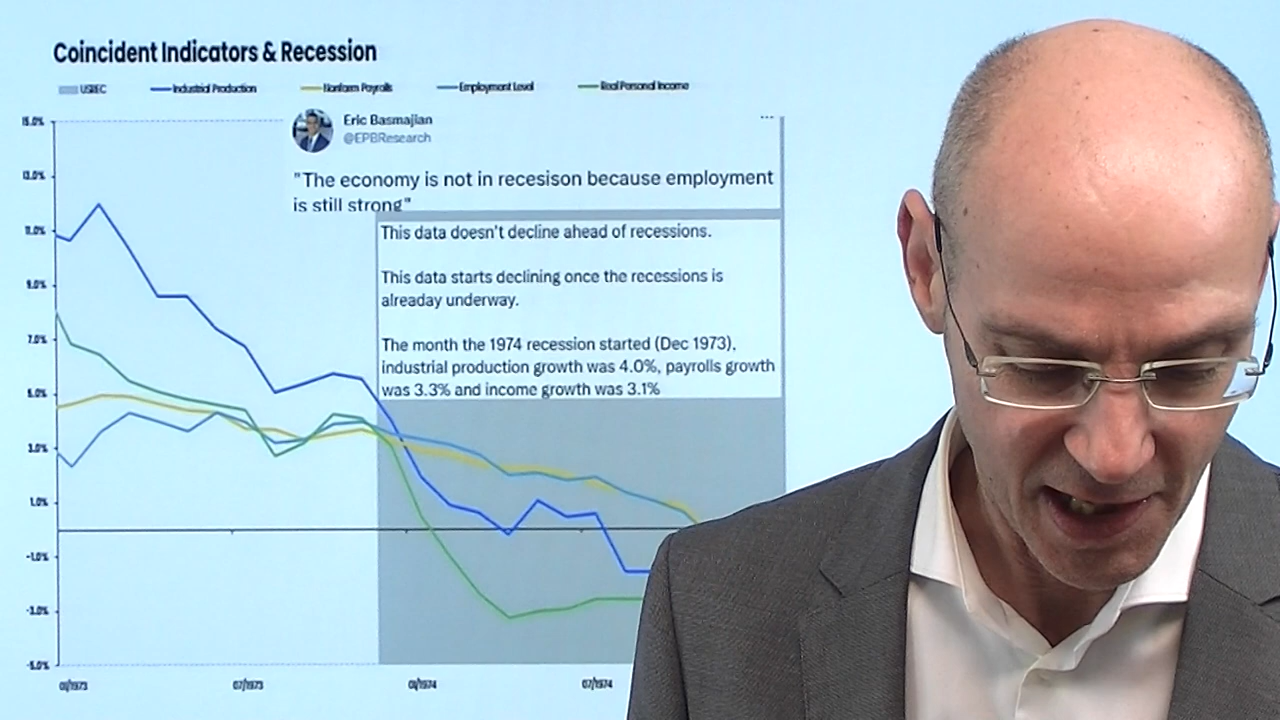 Coincident Indicators & Recession
USREC Industrial Production Nonfarm Payrolls Employment Level Real Personal Income
15.0%
13.0%
11.0%
9.0%
7.0%
5.0%
3.0%
1.0%
-1.0%
-3.0%
-5.0%
01/1973 07/1973 01/1974 07/1974
Eric Basmajian
@EPBResearch
...
"The economy is not in recesison because employment
is still strong"
This data doesn't decline ahead of recessions.
This data starts declining once the recessions is
alreaday underway.
The month the 1974 recession started (Dec 1973),
industrial production growth was 4.0%, payrolls growth
was 3.3% and income growth was 3.1%